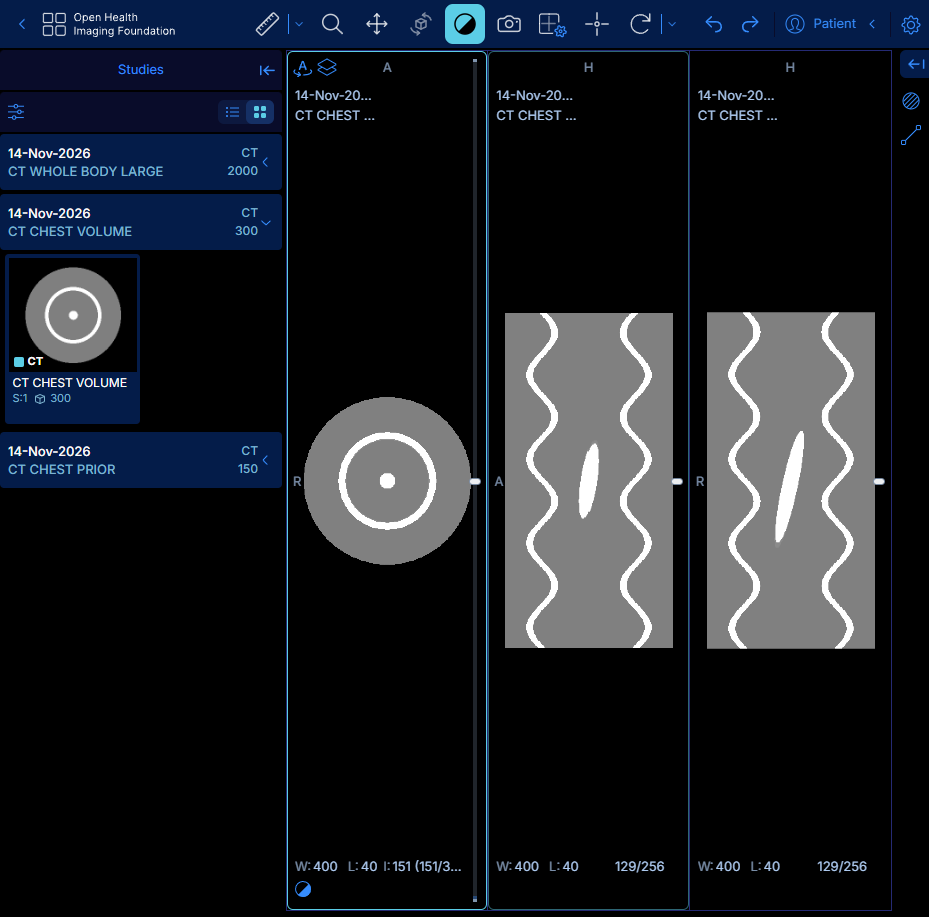 Open Health
Imaging Foundation
Patient
Studies
14-Nov-2026 CT
CT WHOLE BODY LARGE 2000
14-Nov-2026 CT
CT CHEST VOLUME 300
CT
CT CHEST VOLUME
S:1 300
14-Nov-2026 CT
CT CHEST PRIOR 150
A
14-Nov-20...
CT CHEST ...
R
W: 400 L: 40 I: 151 (151/3...
H
14-Nov-20...
CT CHEST ...
A
W: 400 L: 40 129/256
H
14-Nov-20...
CT CHEST ...
R
W: 400 L: 40 129/256